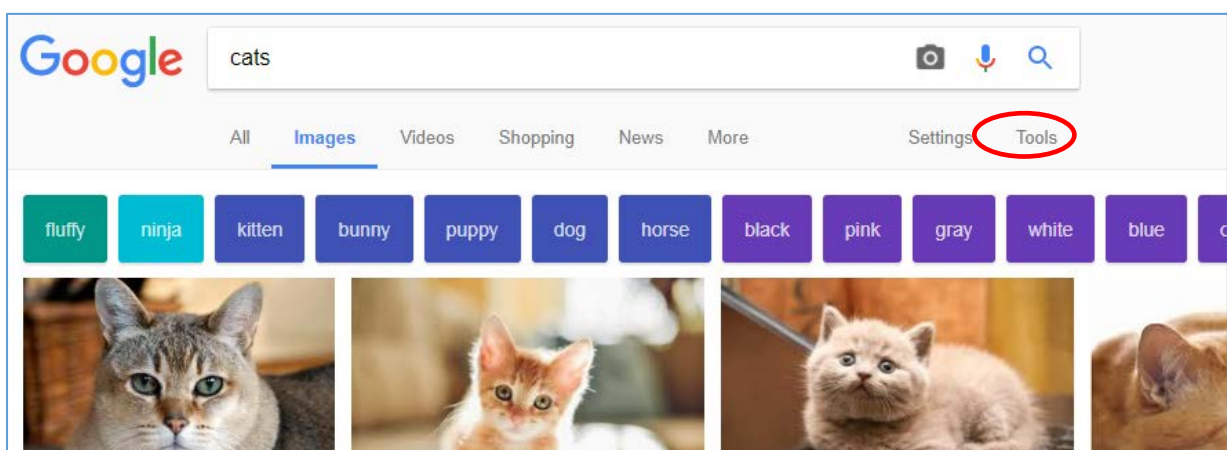 Google cats
All Images Videos Shopping News More Settings Tools
fluffy ninja kitten bunny puppy dog horse black pink gray white blue